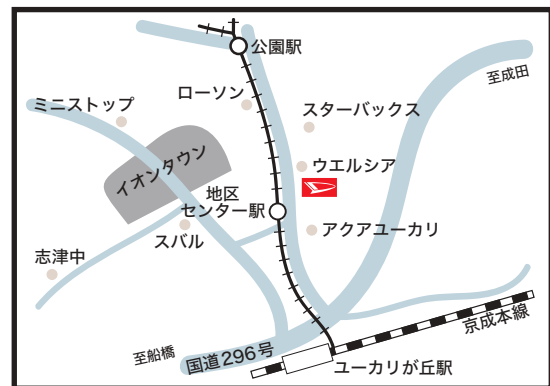 公園駅
至成田
ローソン
ミニストップ
スターバックス
イオンタウン
ウエルシア
地区
センター駅
スバル
アクアユーカリ
志津中
京成本線
至船橋
国道296号
ユーカリが丘駅